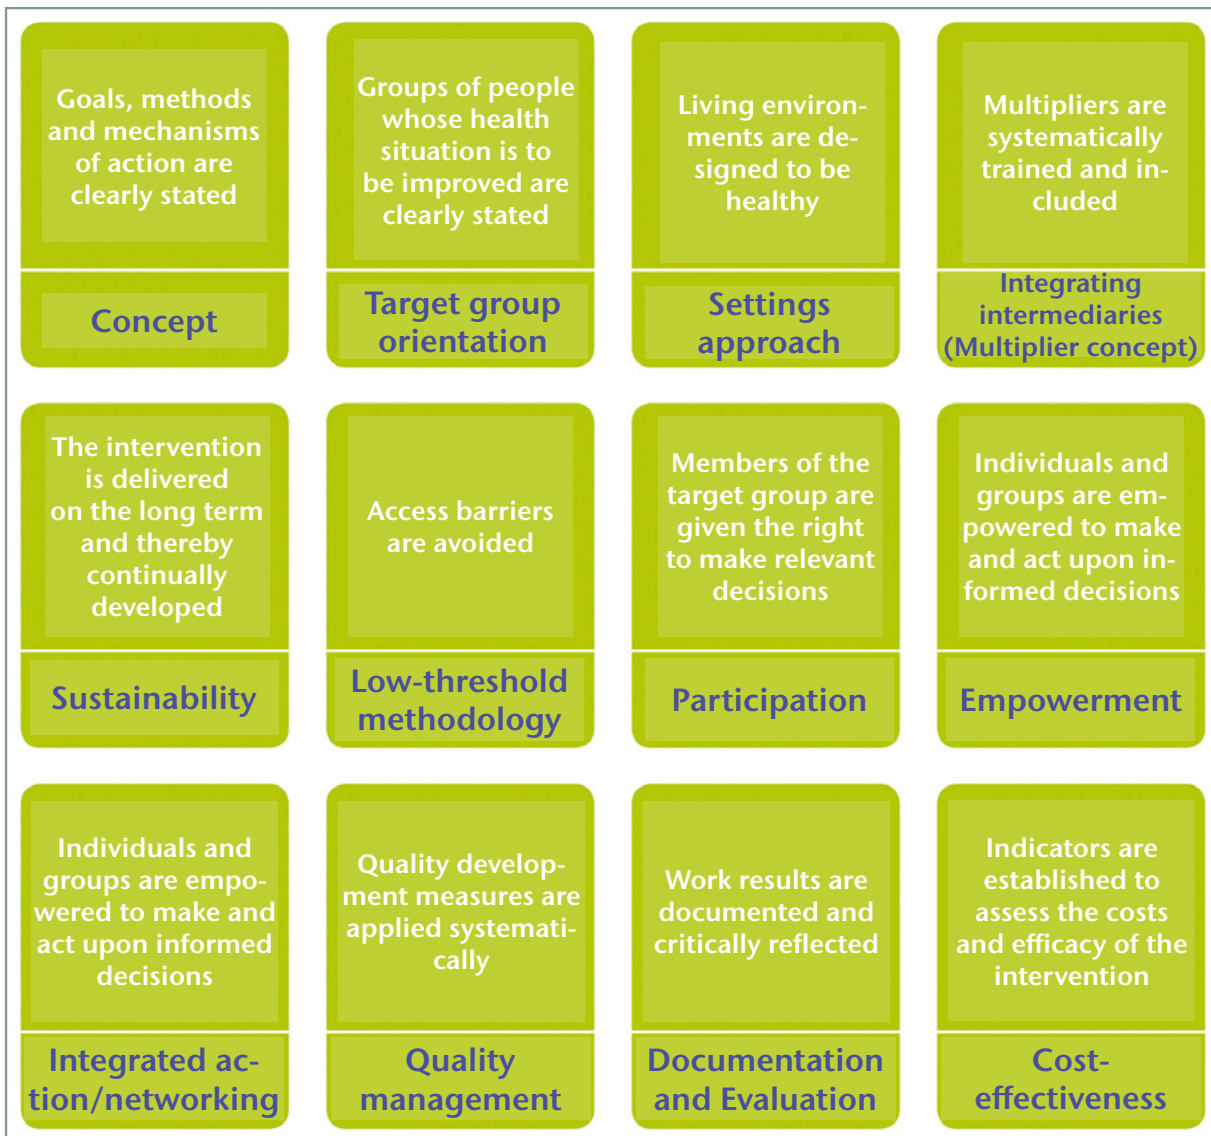 Goals, methods
and mechanisms
of action are
clearly stated
Concept
Groups of people
whose health
situation is to
be improved are
clearly stated
Target group
orientation
Living environ-
ments are de-
signed to be
healthy
Settings
approach
Multipliers are
systematically
trained and in-
cluded
Integrating
intermediaries
(Multiplier concept)
The intervention
is delivered
on the long term
and thereby
continually
developed
Sustainability
Access barriers
are avoided
Low-threshold
methodology
Members of the
target group are
given the right
to make relevant
decisions
Participation
Individuals and
groups are em-
powered to make
and act upon in-
formed decisions
Empowerment
Individuals and
groups are empo-
wered to make and
act upon informed
decisions
Integrated ac-
tion/networking
Quality develop-
ment measures are
applied systemati-
cally
Quality
management
Work results are
documented and
critically reflected
Documentation
and Evaluation
Indicators are
established to
assess the costs
and efficacy of the
intervention
Cost-
effectiveness